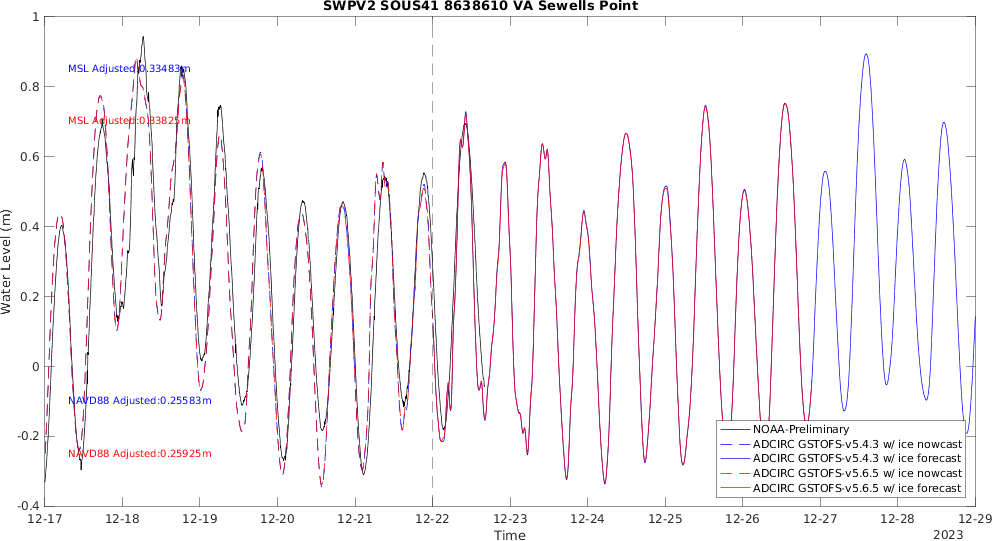 SWPV2 SOUS41 8638610 VA Sewells Point
1
0.8
0.6
0.4
0.2
0
-0.2
-0.4
Water Level (m)
MSL Adjusted:0.33483m
MSL Adjusted:0.33825m
NAVD88 Adjusted:0.25583m
NAVD88 Adjusted:0.25925m
NOAA-Preliminary
ADCIRC GSTOFS-v5.4.3 w/ ice nowcast
ADCIRC GSTOFS-v5.4.3 w/ ice forecast
ADCIRC GSTOFS-v5.6.5 w/ ice nowcast
ADCIRC GSTOFS-v5.6.5 w/ ice forecast
12-17 12-18 12-19 12-20 12-21 12-22 12-23 12-24 12-25 12-26 12-27 12-28 12-29
Time
2023